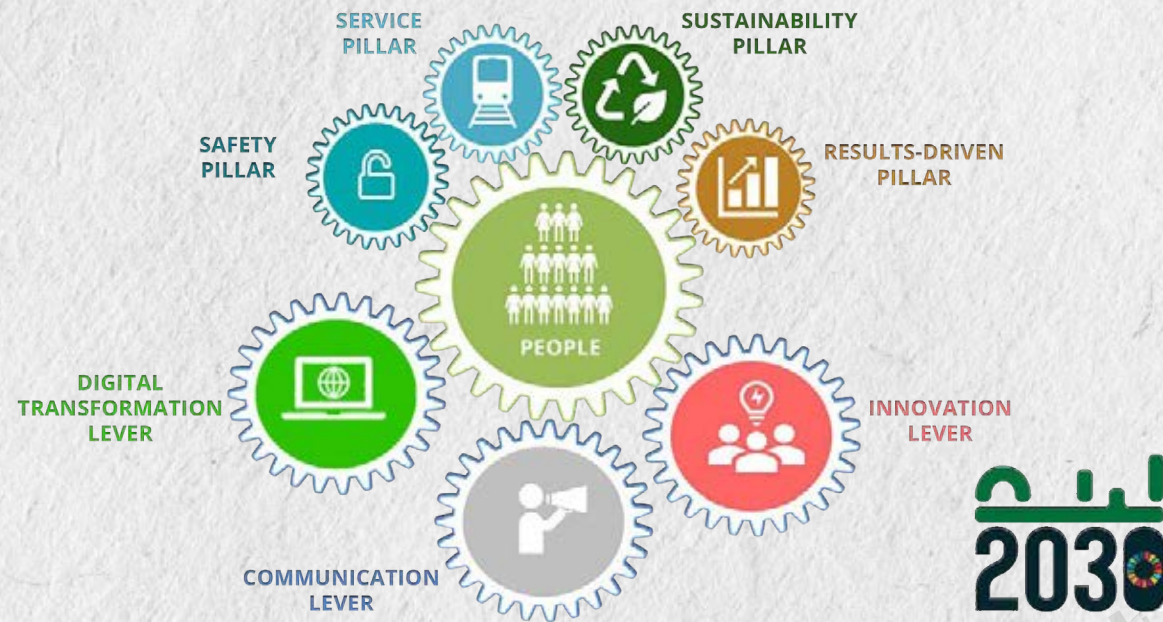 SERVICE
PILLAR
SUSTAINABILITY
PILLAR
SAFETY
PILLAR
RESULTS-DRIVEN
PILLAR
PEOPLE
DIGITAL
TRANSFORMATION
LEVER
INNOVATION
LEVER
COMMUNICATION
LEVER
2030